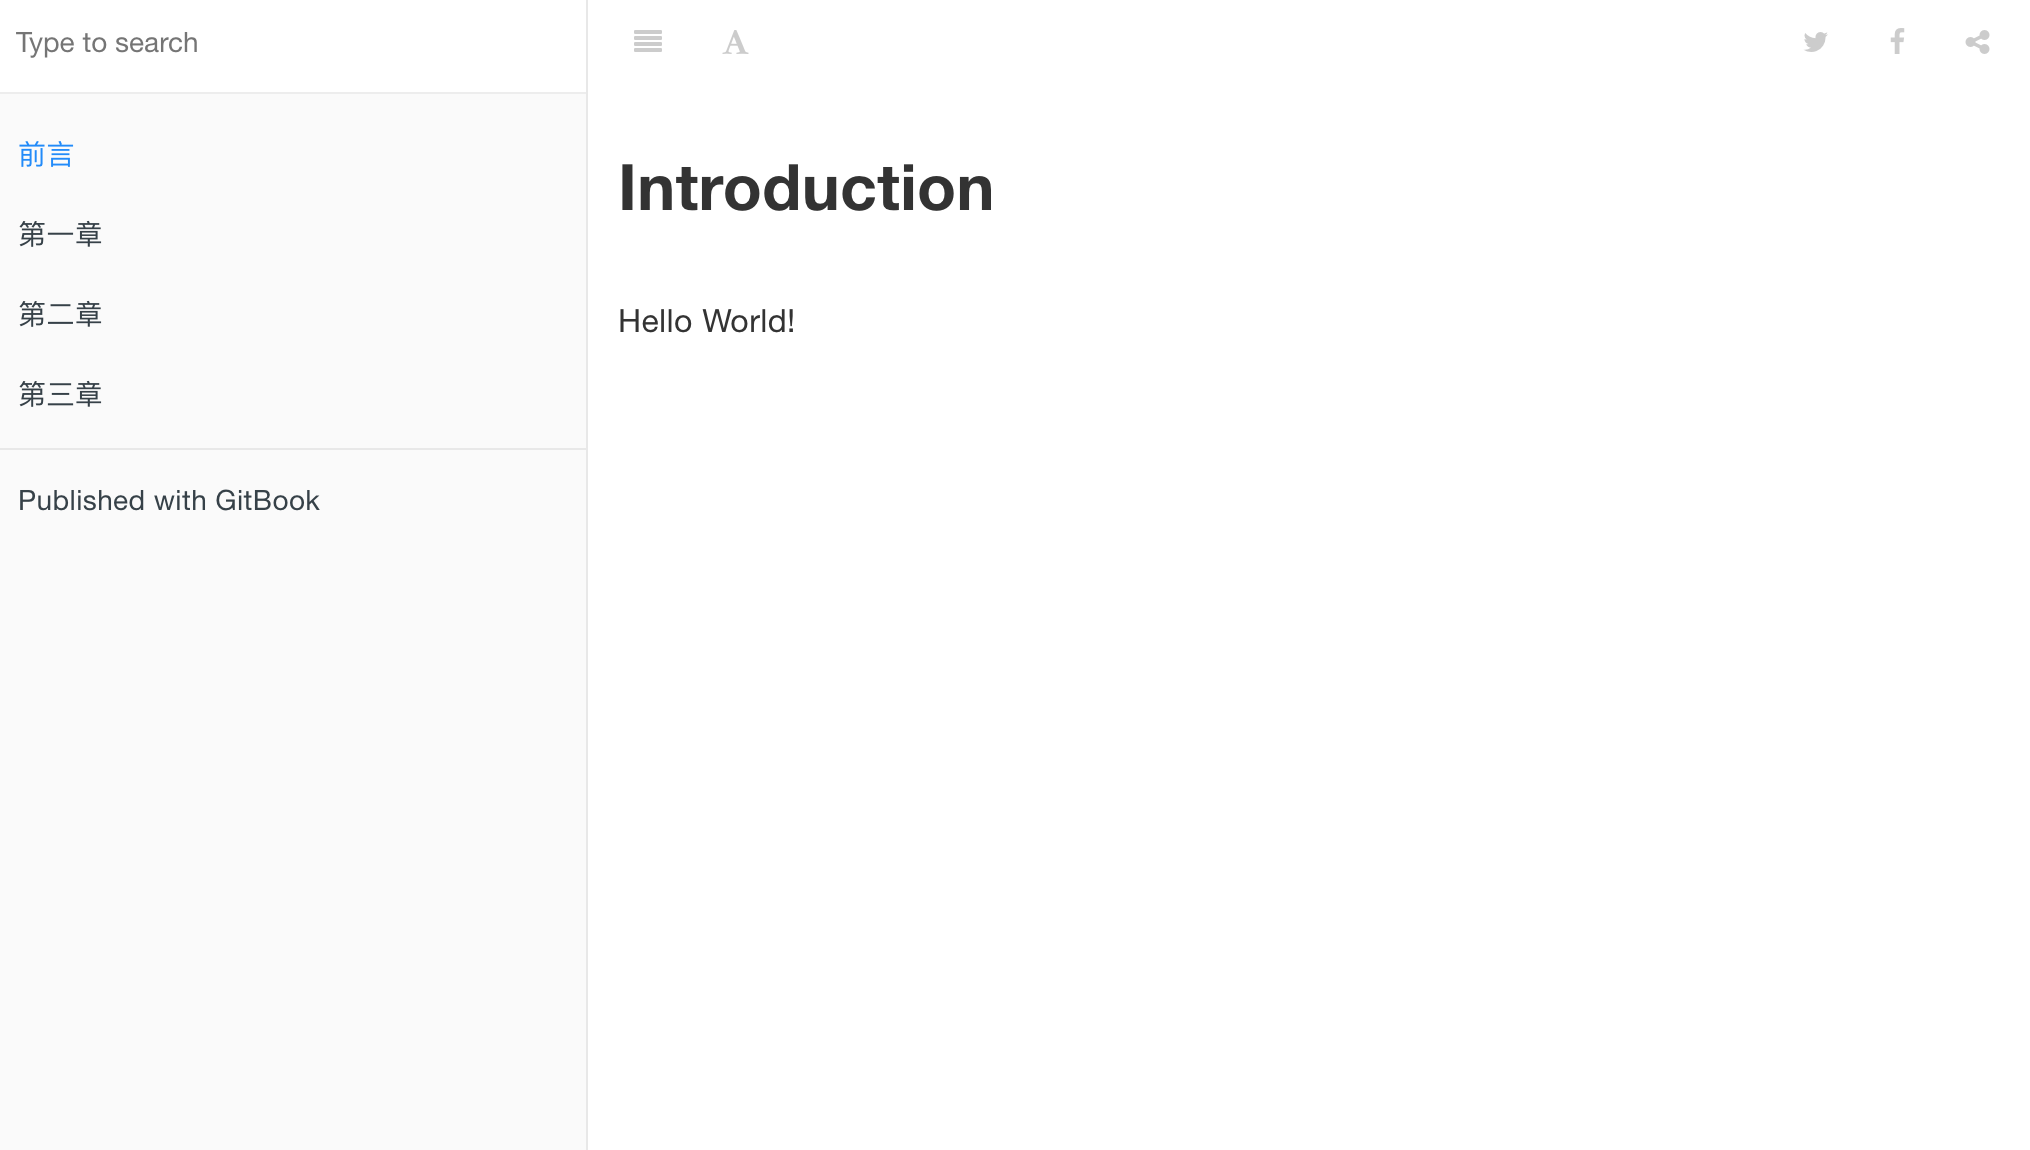 Type to search
前言
第一章
第二章
第三章
Published with GitBook
A
Introduction
Hello World!